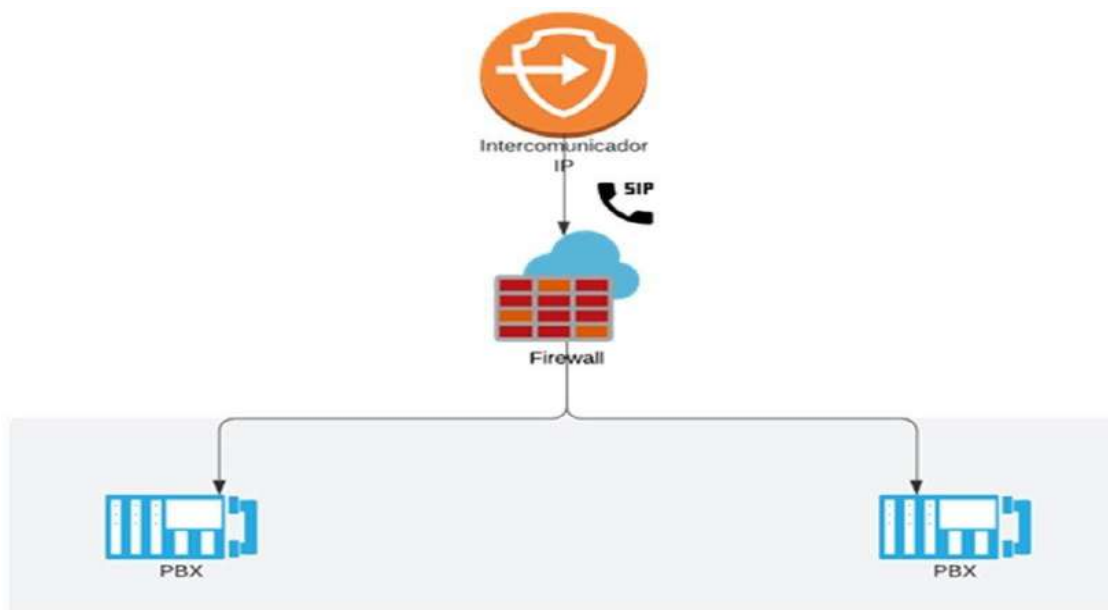 Intercomunicador
IP
SIP
Firewall
PBX
PBX